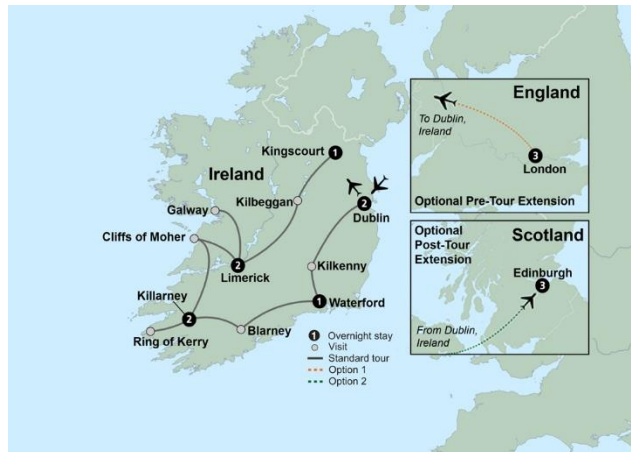 Ireland
Kingscourt
1
Kilbeggan
Galway
2
Dublin
Cliffs of Moher
2
Limerick
Kilkenny
Killarney
2
1
Waterford
Ring of Kerry
Blarney
1 Overnight stay
Visit
Standard tour
Option 1
Option 2
England
To Dublin,
Ireland
3
London
Optional Pre-Tour Extension
Optional
Post-Tour
Extension
Scotland
Edinburgh
3
From Dublin,
Ireland